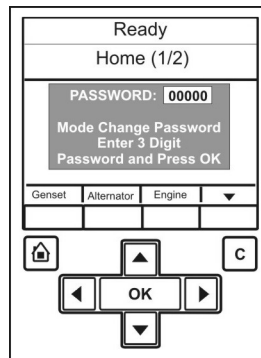 Ready
Home (1/2)
PASSWORD: 00000
Mode Change Password
Enter 3 Digit
Password and Press OK
Genset Alternator Engine
C
OK